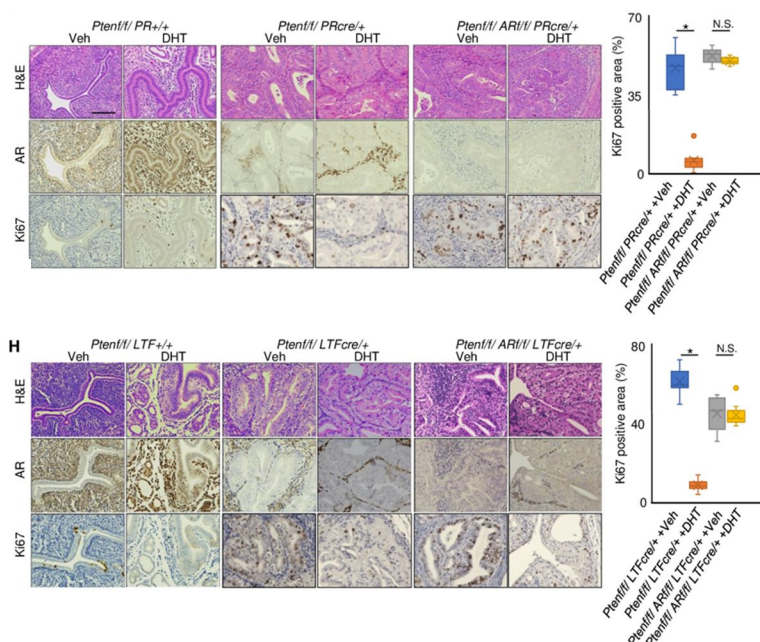 Ptenf/f/ PR+/+ Ptenf/f/ PRcre/+ Ptenf/f/ ARf/f/ PRcre/+
Veh DHT Veh DHT Veh DHT
H&E
AR
Ki67
Ki67 positive area (%)
70
35
0
* N.S.
Ptenf/f/ PRcre/+ +Veh
Ptenf/f/ PRcre/+ +DHT
Ptenf/f/ ARf/f/ PRcre/+ +Veh
Ptenf/f/ ARf/f/ PRcre/+ +DHT
H
Ptenf/f/ LTF+/+ Ptenf/f/ LTFcre/+ Ptenf/f/ ARf/f/ LTFcre/+
Veh DHT Veh DHT Veh DHT
H&E
AR
Ki67
Ki67 positive area (%)
80
40
0
* N.S.
Ptenf/f/ LTFcre/+ +Veh
Ptenf/f/ LTFcre/+ +DHT
Ptenf/f/ ARf/f/ LTFcre/+ +Veh
Ptenf/f/ ARf/f/ LTFcre/+ +DHT